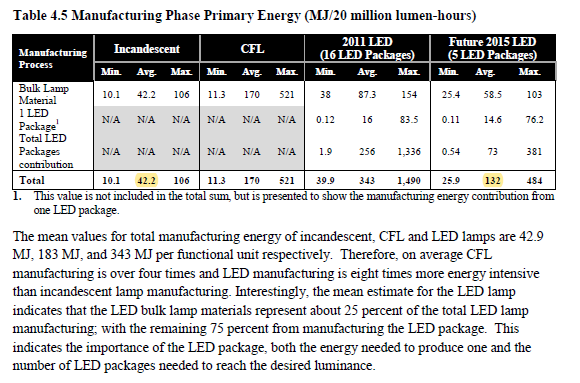 Table 4.5 Manufacturing Phase Primary Energy (MJ/20 million lumen-hours)
Manufacturing Process Incandescent CFL 2011 LED (16 LED Packages) Future 2015 LED (5 LED Packages)
Min. Avg. Max. Min. Avg. Max. Min. Avg. Max. Min. Avg. Max.
Bulk Lamp Material 10.1 42.2 106 11.3 170 521 38 87.3 154 25.4 58.5 103
1 LED Package1 N/A N/A N/A N/A N/A N/A 0.12 16 83.5 0.11 14.6 76.2
Total LED Packages contribution N/A N/A N/A N/A N/A N/A 1.9 256 1,336 0.54 73 381
Total 10.1 42.2 106 11.3 170 521 39.9 343 1,490 25.9 132 484
1. This value is not included in the total sum, but is presented to show the manufacturing energy contribution from
one LED package.
The mean values for total manufacturing energy of incandescent, CFL and LED lamps are 42.9
MJ, 183 MJ, and 343 MJ per functional unit respectively. Therefore, on average CFL
manufacturing is over four times and LED manufacturing is eight times more energy intensive
than incandescent lamp manufacturing. Interestingly, the mean estimate for the LED lamp
indicates that the LED bulk lamp materials represent about 25 percent of the total LED lamp
manufacturing; with the remaining 75 percent from manufacturing the LED package. This
indicates the importance of the LED package, both the energy needed to produce one and the
number of LED packages needed to reach the desired luminance.